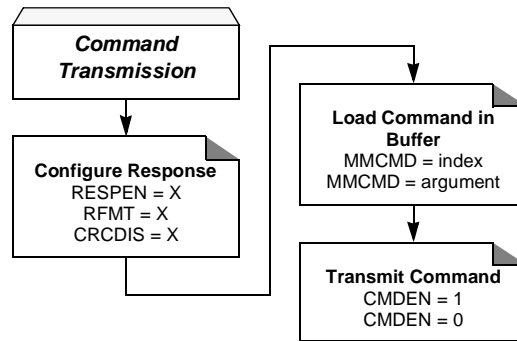 Command
Transmission
Configure Response
RESPEN = X
RFMT = X
CRCDIS = X
Load Command in
Buffer
MMCMD = index
MMCMD = argument
Transmit Command
CMDEN = 1
CMDEN = 0